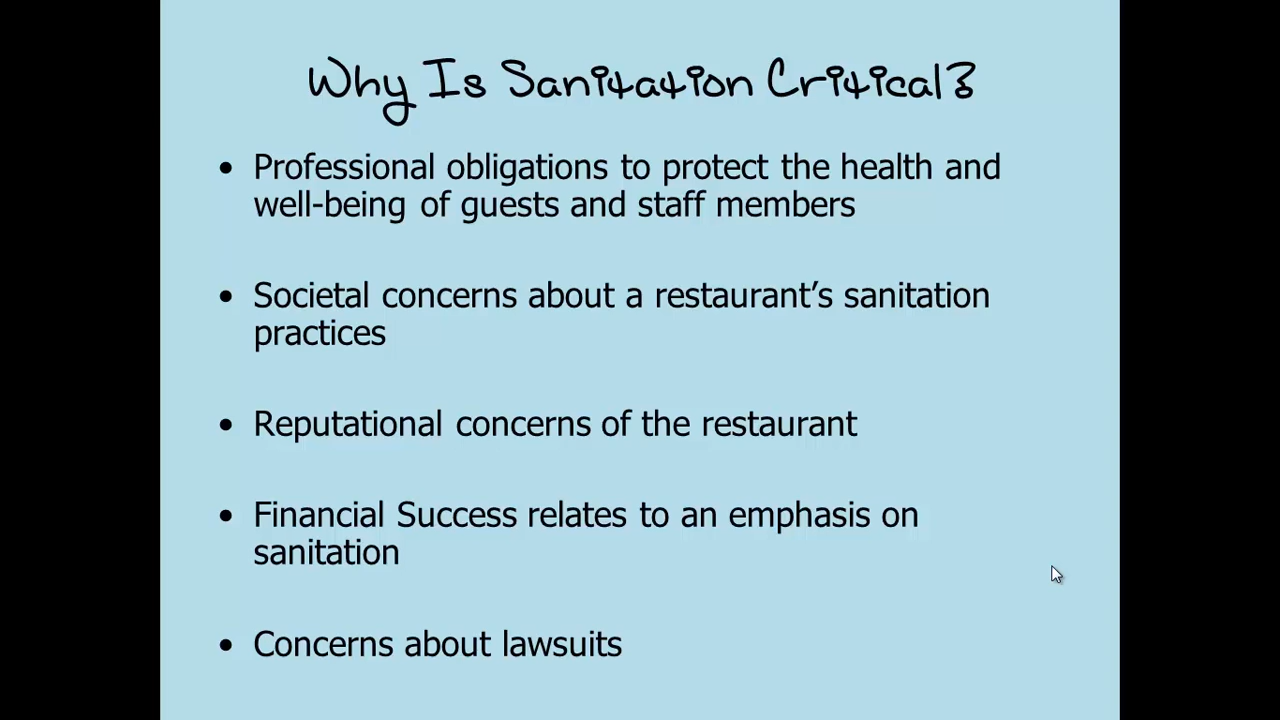 Why Is Sanitation Critical?
• Professional obligations to protect the health and
well-being of guests and staff members
• Societal concerns about a restaurant’s sanitation
practices
• Reputational concerns of the restaurant
• Financial Success relates to an emphasis on
sanitation
• Concerns about lawsuits